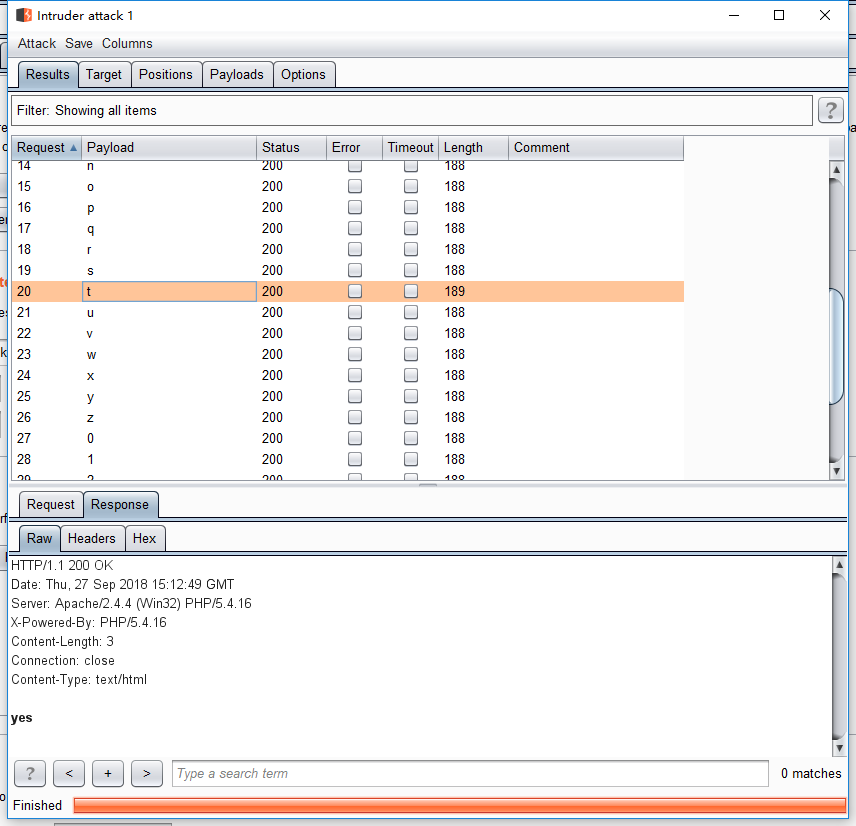 Intruder attack 1
Attack Save Columns
Results Target Positions Payloads Options
Filter: Showing all items ?
Request Payload Status Error Timeout Length Comment
14 n 200 188
15 o 200 188
16 p 200 188
17 q 200 188
18 r 200 188
19 s 200 188
20 t 200 189
21 u 200 188
22 v 200 188
23 w 200 188
24 x 200 188
25 y 200 188
26 z 200 188
27 0 200 188
28 1 200 188
29 2 200 188
Request Response
Raw Headers Hex
HTTP/1.1 200 OK
Date: Thu, 27 Sep 2018 15:12:49 GMT
Server: Apache/2.4.4 (Win32) PHP/5.4.16
X-Powered-By: PHP/5.4.16
Content-Length: 3
Connection: close
Content-Type: text/html
yes
? < + > Type a search term 0 matches
Finished